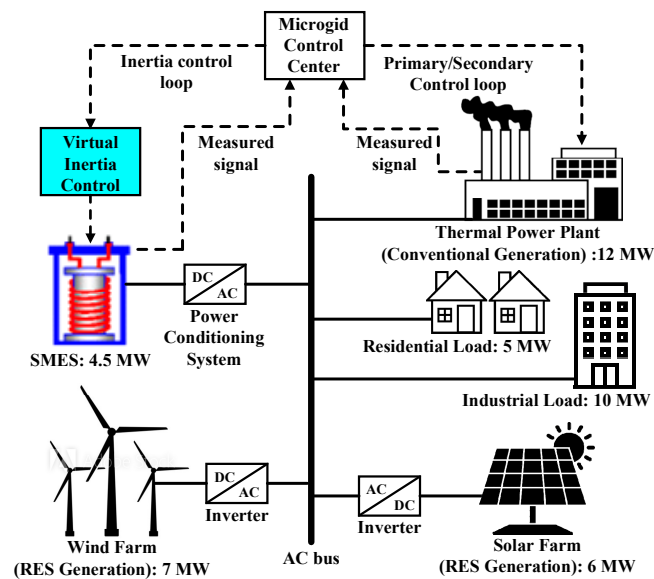 Microgid
Control
Center
Inertia control
loop
Primary/Secondary
Control loop
Measured
signal
Measured
signal
Virtual
Inertia
Control
Thermal Power Plant
(Conventional Generation) :12 MW
DC
AC
Power
Conditioning
System
SMES: 4.5 MW
Residential Load: 5 MW
Industrial Load: 10 MW
DC
AC
Inverter
AC
DC
Inverter
Wind Farm
(RES Generation): 7 MW
AC bus
Solar Farm
(RES Generation): 6 MW